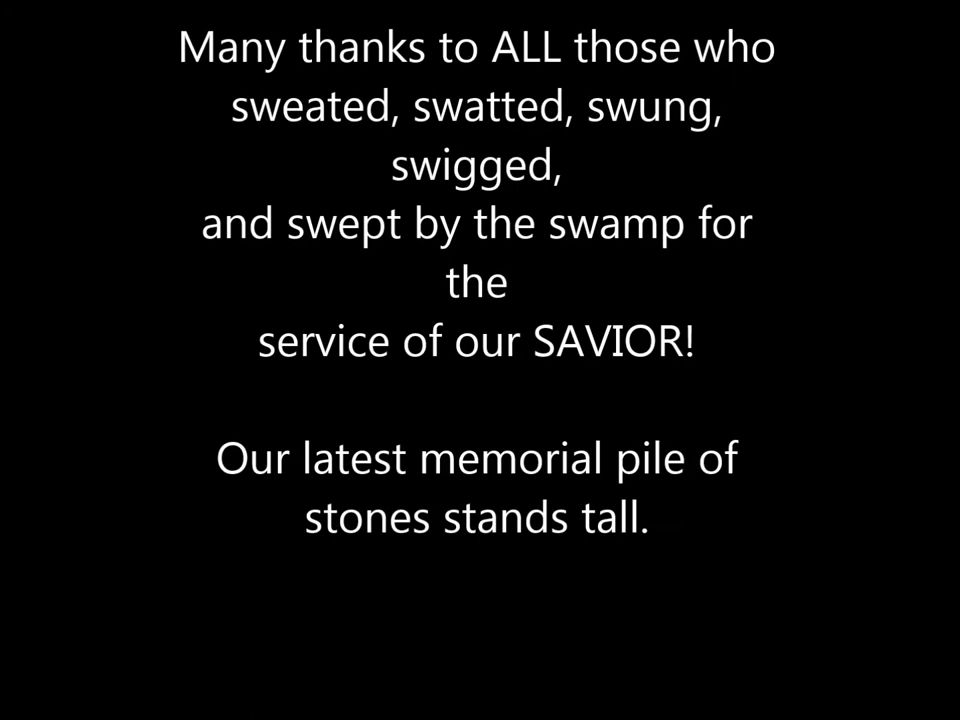 Many thanks to ALL those who
sweated, swatted, swung,
swigged,
and swept by the swamp for
the
service of our SAVIOR!
Our latest memorial pile of
stones stands tall.